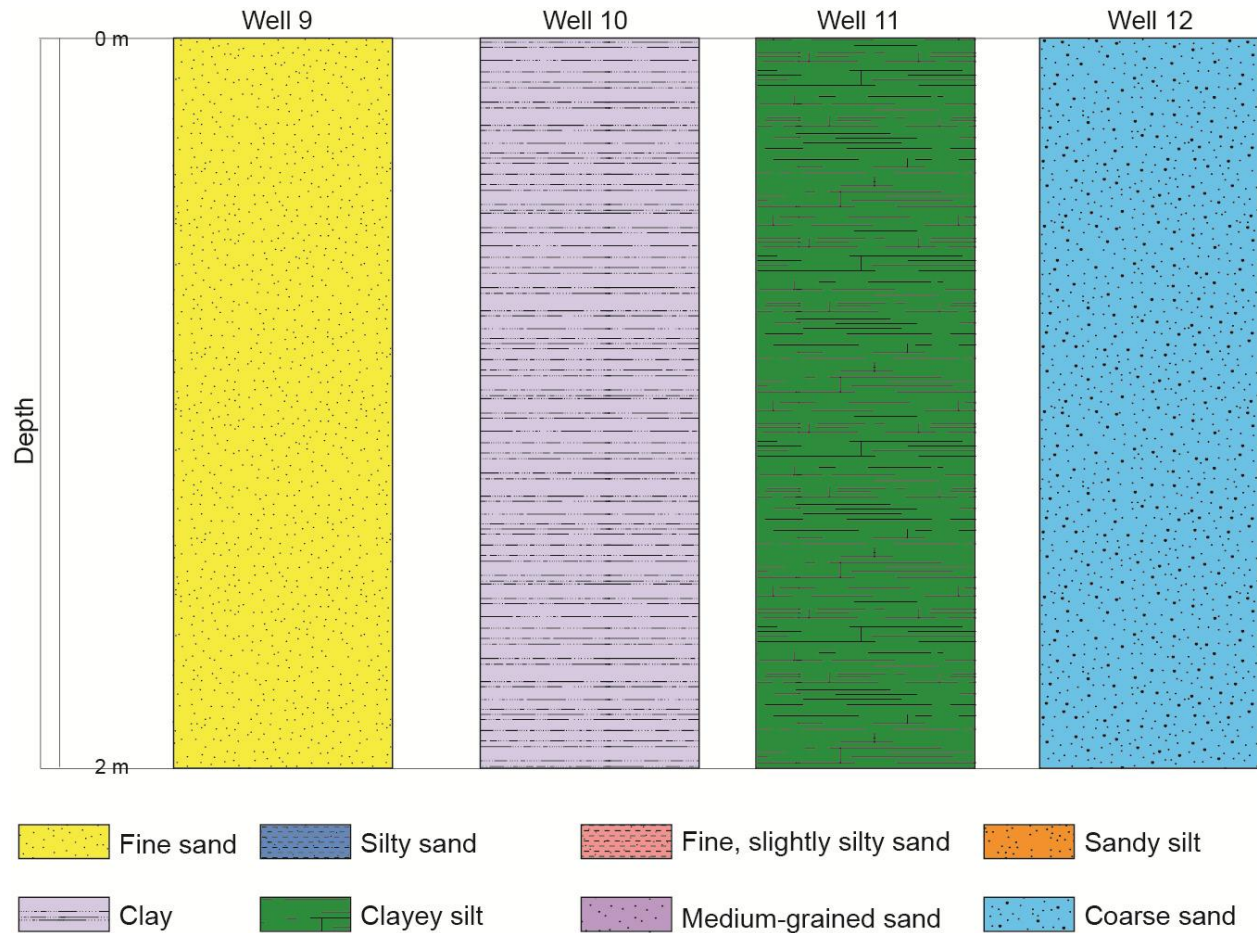 Well 9 Well 10 Well 11 Well 12
0 m
Depth
2 m
Fine sand Silty sand Fine, slightly silty sand Sandy silt
Clay Clayey silt Medium-grained sand Coarse sand